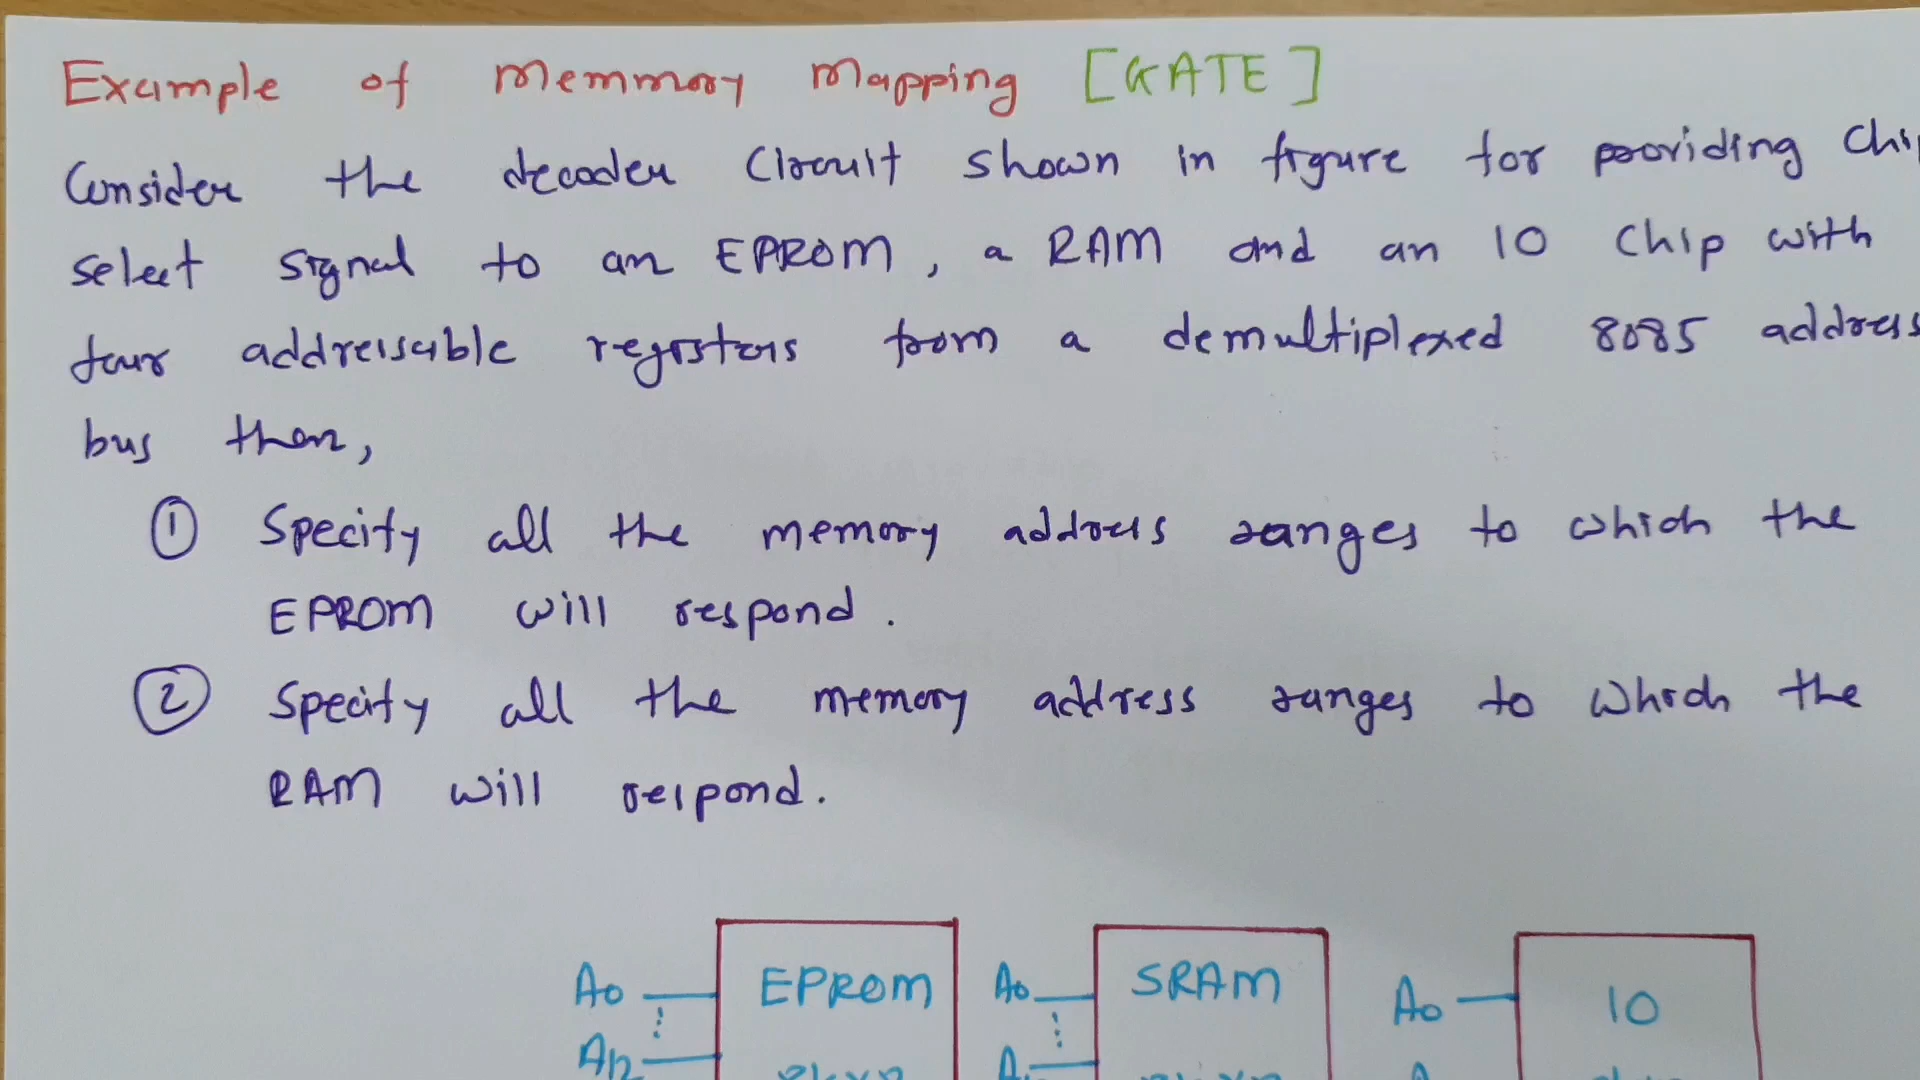 Example of Memmory Mapping [GATE]
Consider the decoder Circuit shown in figure for providing Chip
select signal to an EPROM, a RAM and an IO Chip with
four addressable registers from a demultiplexed 8085 address
bus then,
① Specify all the memory address ranges to which the
EPROM will respond.
② Specify all the memory address ranges to which the
RAM will respond.
A0 EPROM A0 SRAM A0 IO
A12